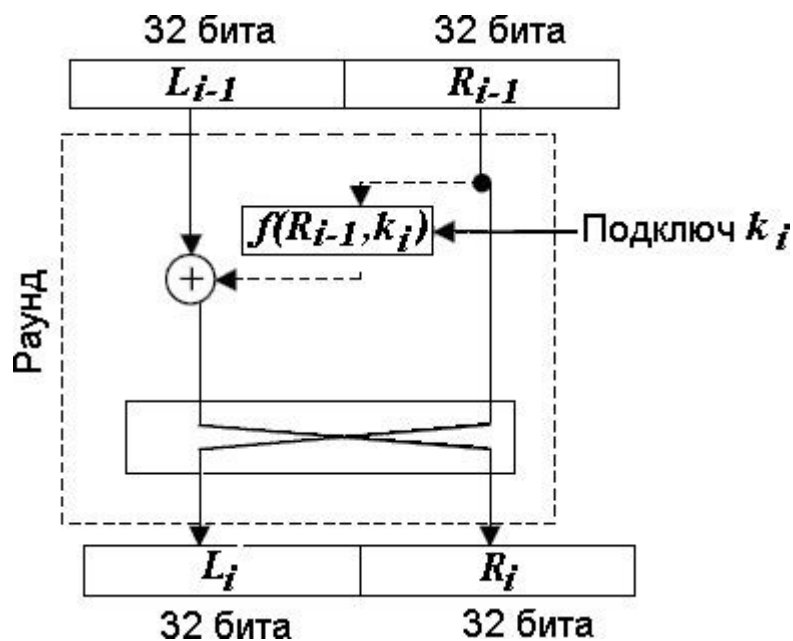 32 бита 32 бита
L_{i-1} R_{i-1}
f(R_{i-1},k_i)
Подключ k_i
+
Раунд
L_i R_i
32 бита 32 бита